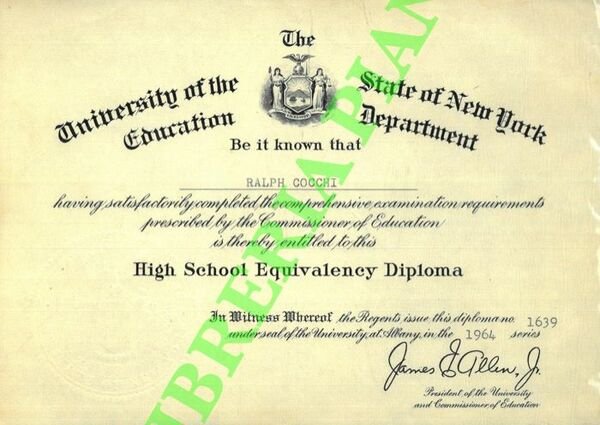 The
University of the State of New York
Education Department
Be it known that
RALPH COCCHI
having satisfactorily completed the comprehensive examination requirements
prescribed by the Commissioner of Education
is thereby entitled to this
High School Equivalency Diploma
In Witness Whereof the Regents issue this diploma no. 1639
under seal of the University, at Albany, in the 1964 series
James E. Allen, Jr.
President of the University
and Commissioner of Education
LIBRERIA PIAN